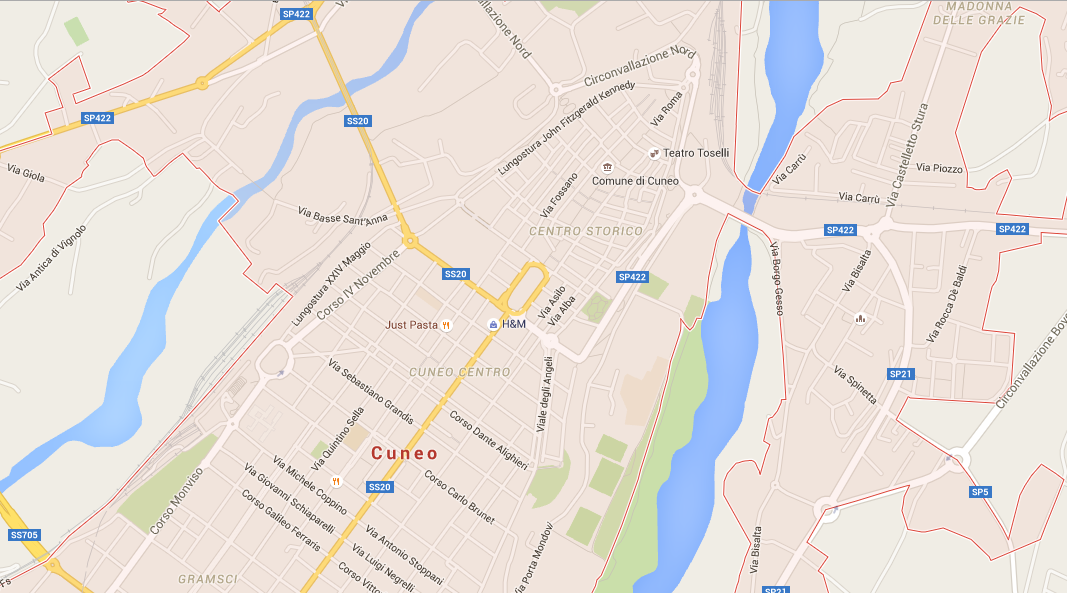 SP422
MADONNA
DELLE GRAZIE
Circonvallazione Nord
Lungostura John Fitzgerald Kennedy
Via Roma
SP422
SS20
Teatro Toselli
Comune di Cuneo
Via Fossano
Via Carrù
Via Castelletto Stura
Via Piozzo
Via Giola
Via Carrù
Via Basse Sant'Anna
CENTRO STORICO
SP422
SP422
Via Antica di Vignolo
Lungostura XXIV Maggio
Corso IV Novembre
SS20
SP422
Via Borgo Gesso
Via Bisalta
Via Rocca Dè Baldi
Via Asilo
Via Alba
Just Pasta
H&M
CUNEO CENTRO
Viale degli Angeli
SP21
Via Spinetta
Circonvallazione Bove
Via Sebastiano Grandis
Via Quintino Sella
Corso Dante Alighieri
Cuneo
Via Michele Coppino
SS20
Corso Carlo Brunet
SP5
Corso Monviso
Via Giovanni Schiaparelli
Corso Galileo Ferraris
SS705
Via Antonio Stoppani
Via Luigi Negrelli
Via Porta Mondov
Via Bisalta
GRAMSCI
Corso Vitto
SP21